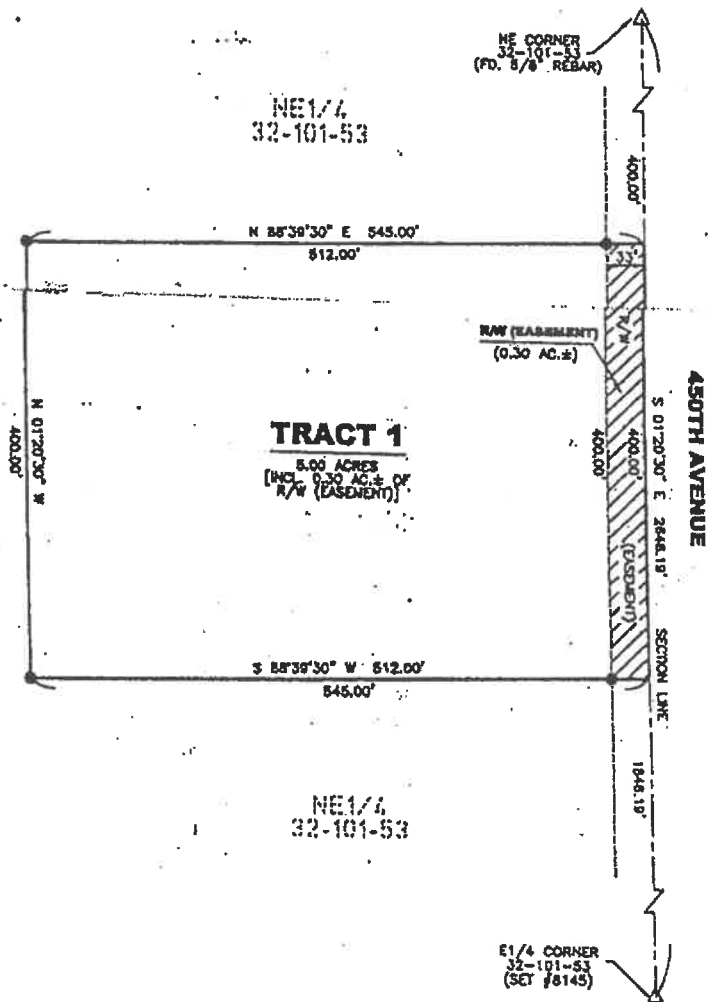 NE CORNER
32-101-53
(FD. 5/8" REBAR)
NE1/4
32-101-53
400.00'
N 88°39'30" E 545.00'
512.00'
33'
R/W
R/W (EASEMENT)
(0.30 AC.±)
450TH AVENUE
N 01°20'30" W
400.00'
TRACT 1
5.00 ACRES
[INCL. 0.30 AC.± OF
R/W (EASEMENT)]
400.00'
400.00'
(EASEMENT)
S 01°20'30" E 2646.19'
SECTION LINE
S 88°39'30" W 512.00'
545.00'
1846.19'
NE1/4
32-101-53
E1/4 CORNER
32-101-53
(SET #8145)